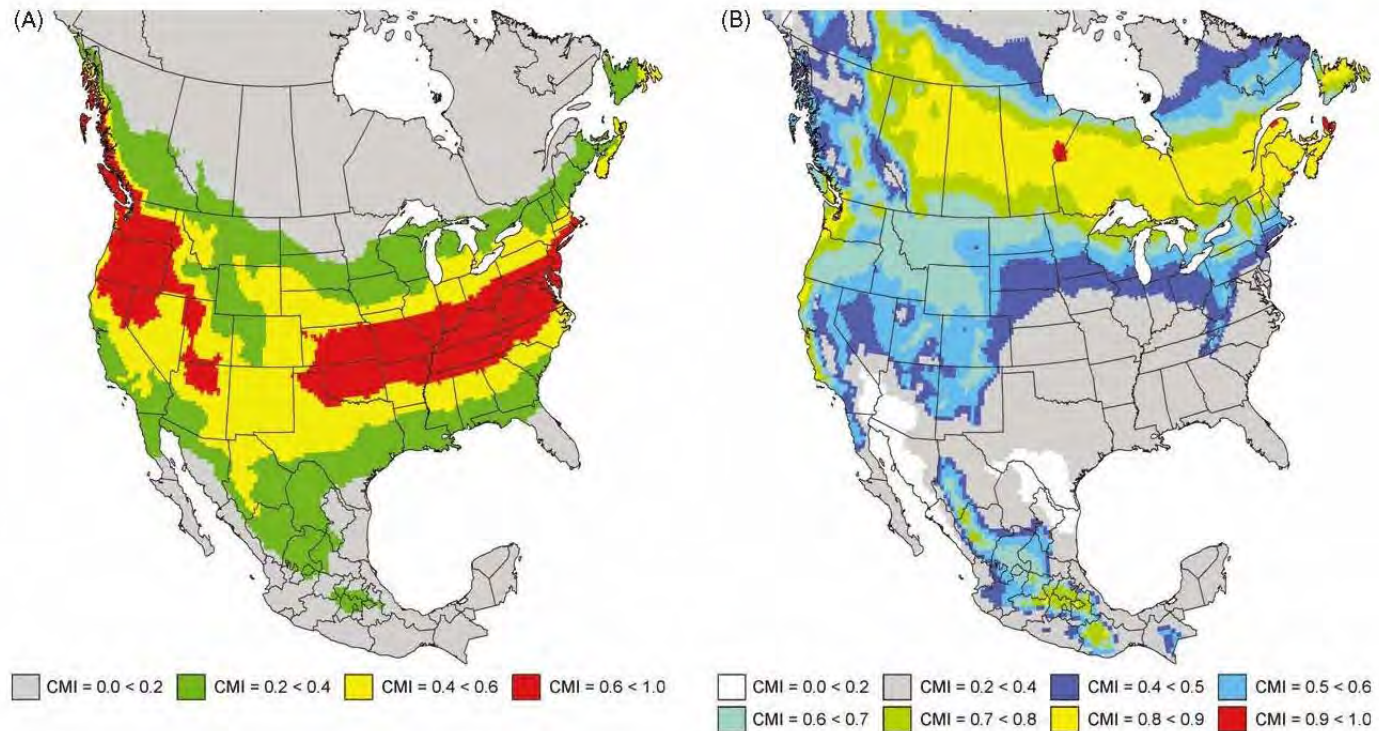 (A)
(B)
CMI = 0.0 < 0.2 CMI = 0.2 < 0.4 CMI = 0.4 < 0.6 CMI = 0.6 < 1.0
CMI = 0.0 < 0.2 CMI = 0.2 < 0.4 CMI = 0.4 < 0.5 CMI = 0.5 < 0.6
CMI = 0.6 < 0.7 CMI = 0.7 < 0.8 CMI = 0.8 < 0.9 CMI = 0.9 < 1.0